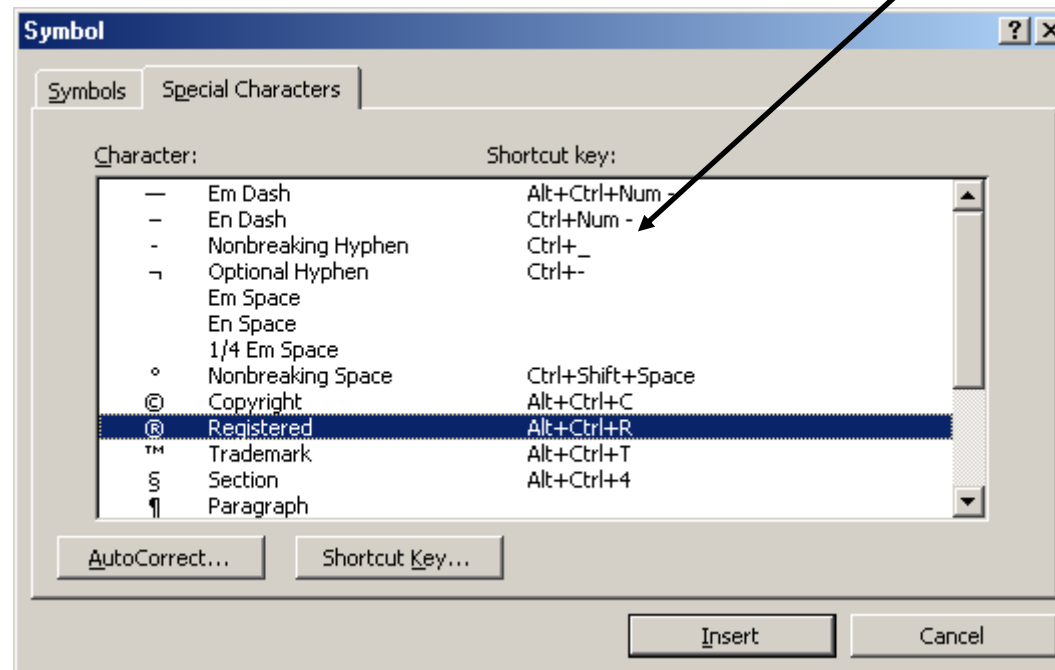 Symbol ? ×
Symbols Special Characters
Character: Shortcut key:
— Em Dash Alt+Ctrl+Num -
– En Dash Ctrl+Num -
- Nonbreaking Hyphen Ctrl+_
¬ Optional Hyphen Ctrl+-
Em Space
En Space
1/4 Em Space
° Nonbreaking Space Ctrl+Shift+Space
© Copyright Alt+Ctrl+C
® Registered Alt+Ctrl+R
™ Trademark Alt+Ctrl+T
§ Section Alt+Ctrl+4
¶ Paragraph
AutoCorrect... Shortcut Key...
Insert Cancel